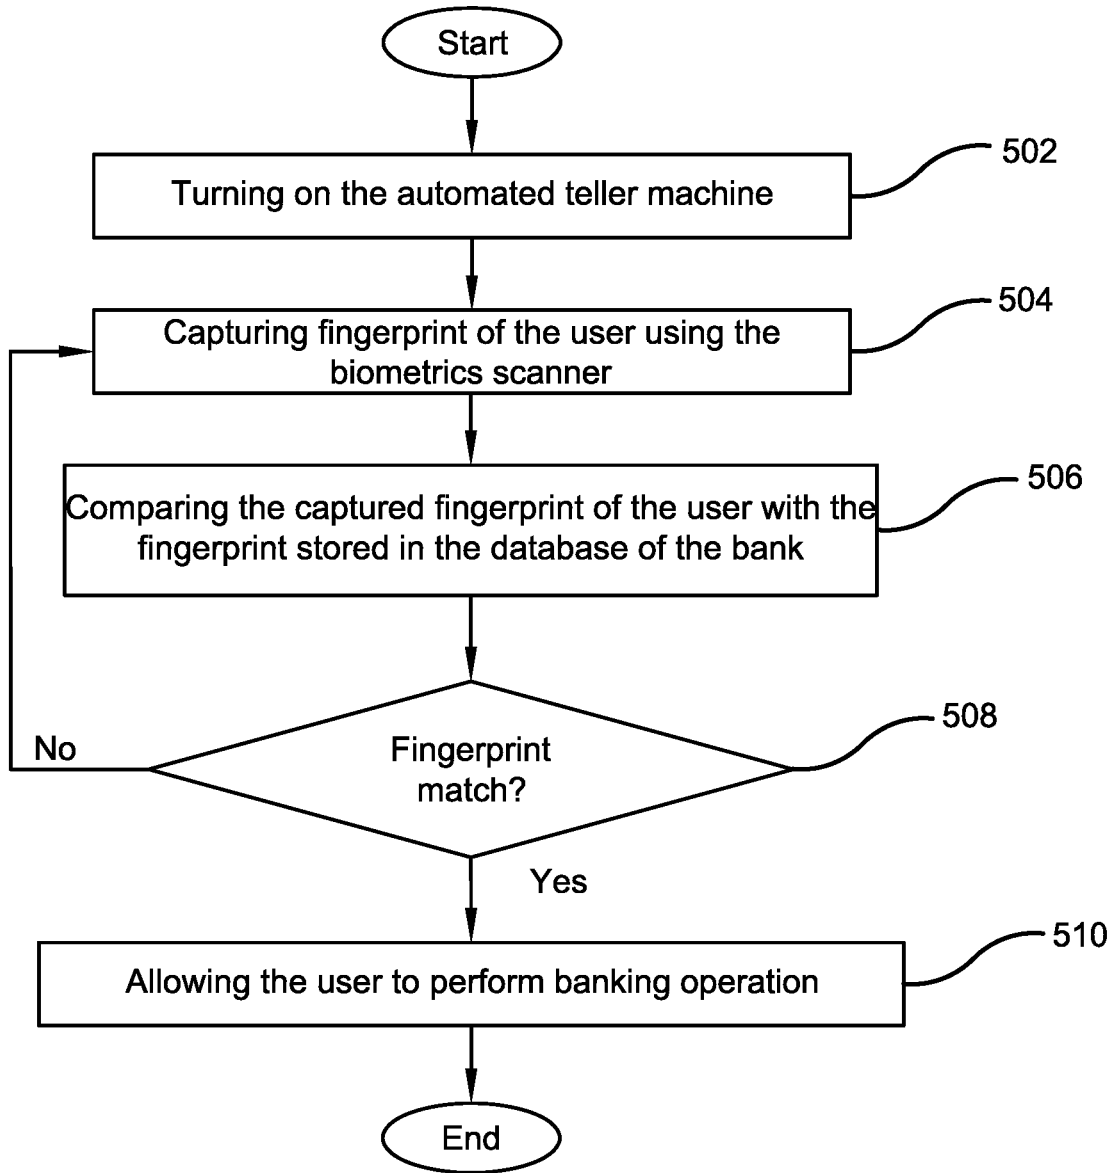 Start
502
Turning on the automated teller machine
504
Capturing fingerprint of the user using the
biometrics scanner
506
Comparing the captured fingerprint of the user with the
fingerprint stored in the database of the bank
508
No
Fingerprint
match?
Yes
510
Allowing the user to perform banking operation
End